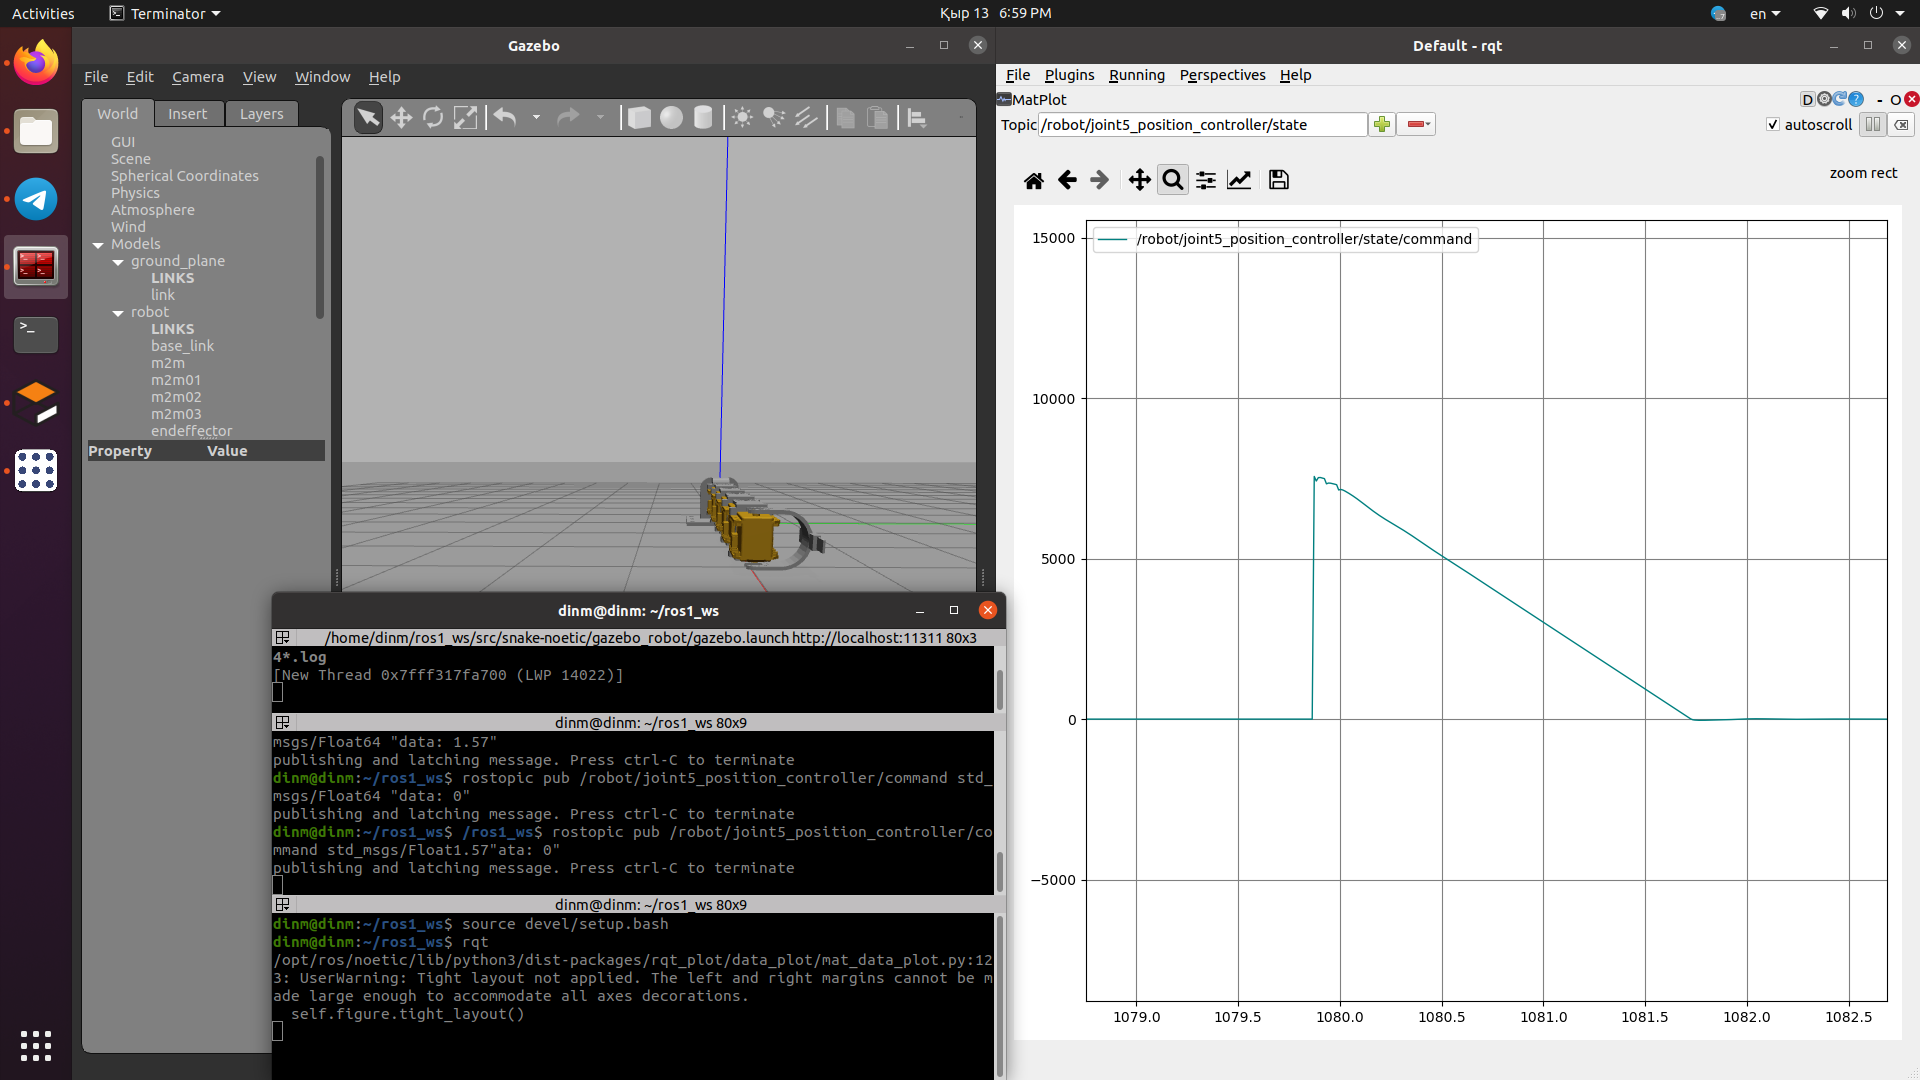 Activities
Terminator
Қыр 13 6:59 PM
en
Gazebo
File Edit Camera View Window Help
World Insert Layers
GUI
Scene
Spherical Coordinates
Physics
Atmosphere
Wind
Models
ground_plane
LINKS
link
robot
LINKS
base_link
m2m
m2m01
m2m02
m2m03
endeffector
Property Value
dinm@dinm: ~/ros1_ws
/home/dinm/ros1_ws/src/snake-noetic/gazebo_robot/gazebo.launch http://localhost:11311 80x3
4*.log
[New Thread 0x7fff317fa700 (LWP 14022)]
dinm@dinm: ~/ros1_ws 80x9
msgs/Float64 "data: 1.57"
publishing and latching message. Press ctrl-C to terminate
dinm@dinm:~/ros1_ws$ rostopic pub /robot/joint5_position_controller/command std_
msgs/Float64 "data: 0"
publishing and latching message. Press ctrl-C to terminate
dinm@dinm:~/ros1_ws$ /ros1_ws$ rostopic pub /robot/joint5_position_controller/co
mmand std_msgs/Float1.57"ata: 0"
publishing and latching message. Press ctrl-C to terminate
dinm@dinm: ~/ros1_ws 80x9
dinm@dinm:~/ros1_ws$ source devel/setup.bash
dinm@dinm:~/ros1_ws$ rqt
/opt/ros/noetic/lib/python3/dist-packages/rqt_plot/data_plot/mat_data_plot.py:12
3: UserWarning: Tight layout not applied. The left and right margins cannot be m
ade large enough to accommodate all axes decorations.
self.figure.tight_layout()
Default - rqt
File Plugins Running Perspectives Help
MatPlot
D - O
Topic /robot/joint5_position_controller/state
autoscroll
zoom rect
/robot/joint5_position_controller/state/command
15000
10000
5000
0
−5000
1079.0 1079.5 1080.0 1080.5 1081.0 1081.5 1082.0 1082.5